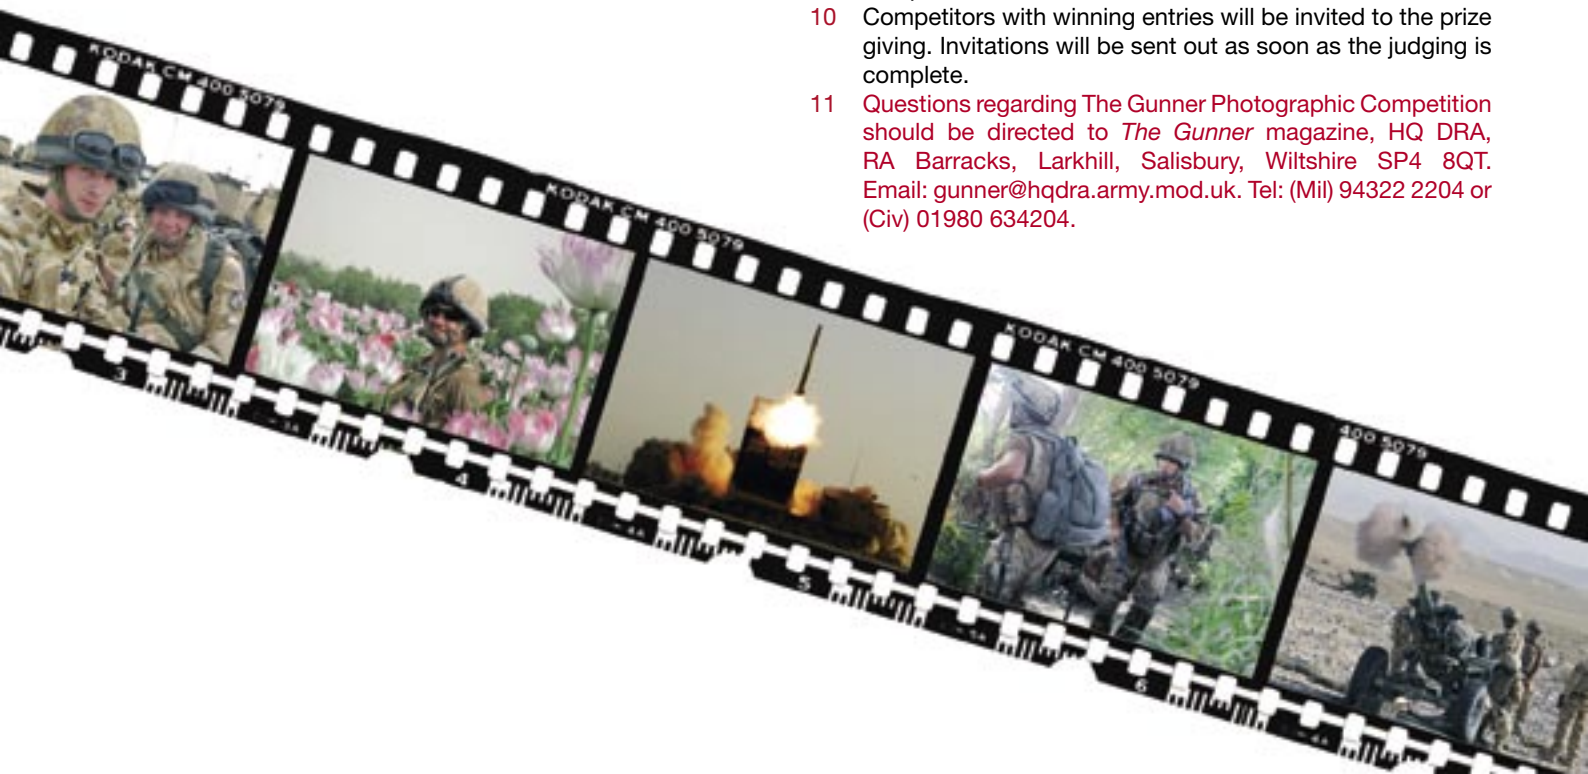 10 Competitors with winning entries will be invited to the prize
giving. Invitations will be sent out as soon as the judging is
complete.
11 Questions regarding The Gunner Photographic Competition
should be directed to The Gunner magazine, HQ DRA,
RA Barracks, Larkhill, Salisbury, Wiltshire SP4 8QT.
Email: gunner@hqdra.army.mod.uk. Tel: (Mil) 94322 2204 or
(Civ) 01980 634204.
KODAK CM 400 5079
KODAK CM 400 5079
KODAK CM 400 5079
400 5079
3
4
5
6